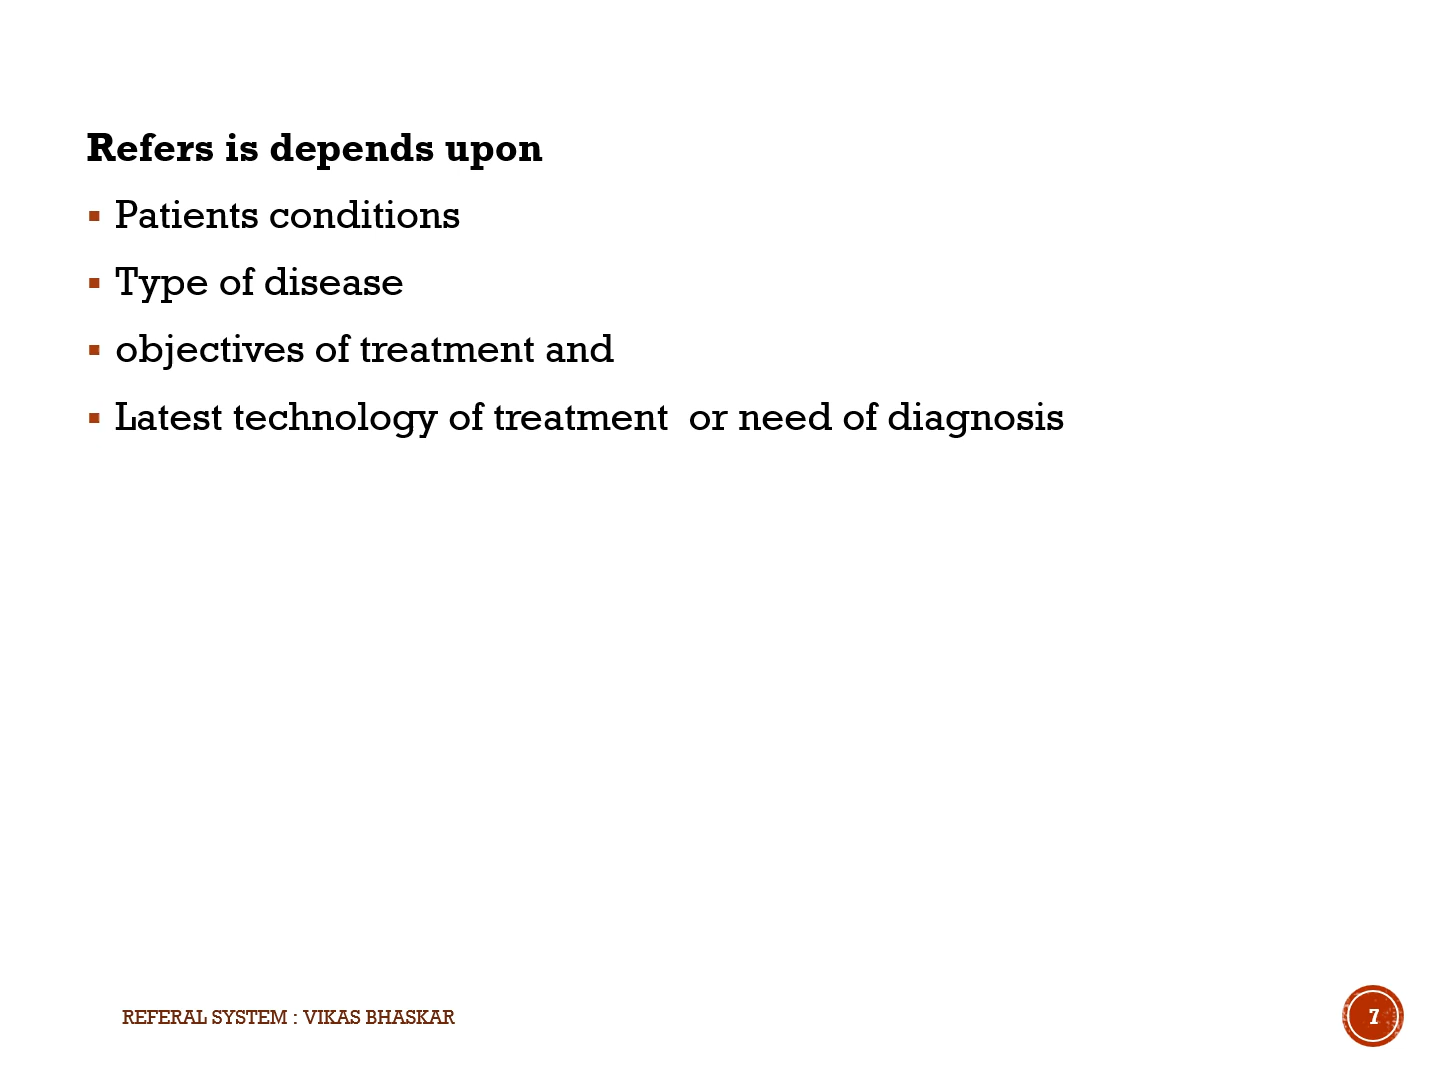 Refers is depends upon
▪ Patients conditions
▪ Type of disease
▪ objectives of treatment and
▪ Latest technology of treatment  or need of diagnosis
REFERAL SYSTEM : VIKAS BHASKAR
7